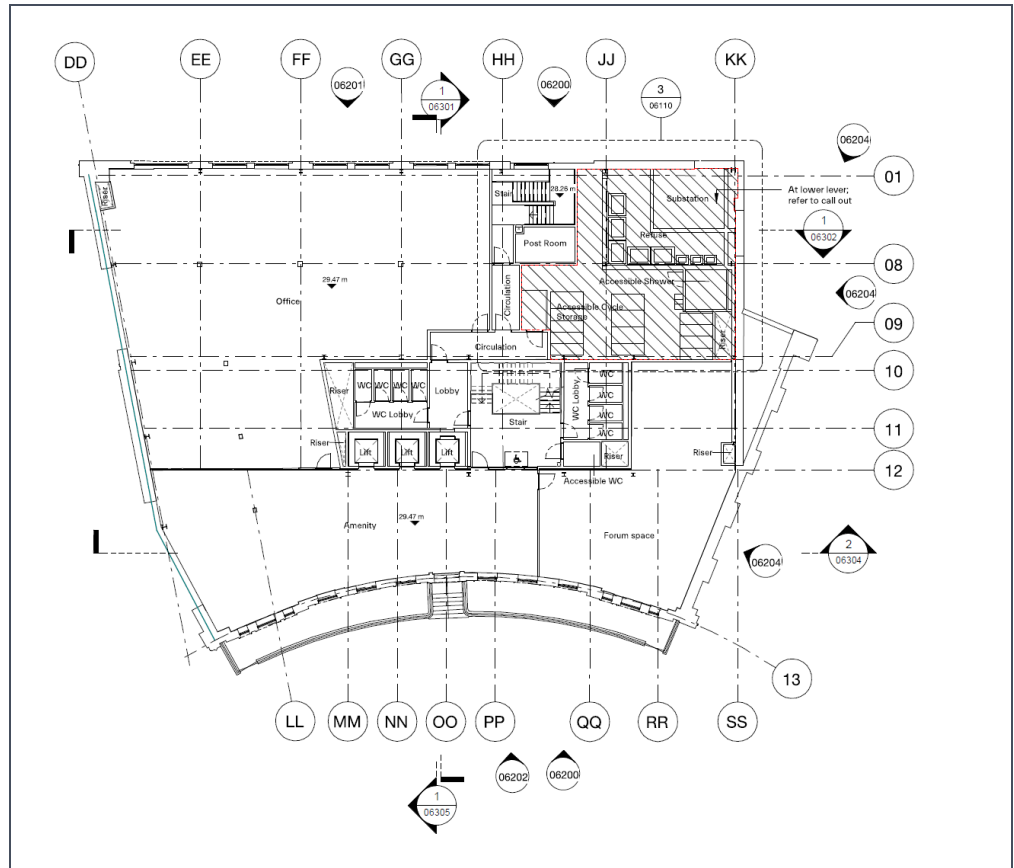 DD
EE
FF
GG
HH
JJ
KK
06201
1
06301
06200
3
06110
06204
01
Riser
Stair
28.26 m
Substation
At lower lever;
refer to call out
1
06302
Refuse
Post Room
08
29.47 m
Office
Circulation
Accessible Shower
06204
Accessible Cycle
Storage
09
Circulation
Riser
10
Riser
WC
WC
WC
WC
Lobby
WC Lobby
WC Lobby
WC
WC
WC
WC
Stair
11
Riser
Lift
Lift
Lift
Riser
Riser
12
Accessible WC
Amenity
29.47 m
Forum space
06204
2
06304
13
LL
MM
NN
OO
PP
QQ
RR
SS
06202
06200
1
06305